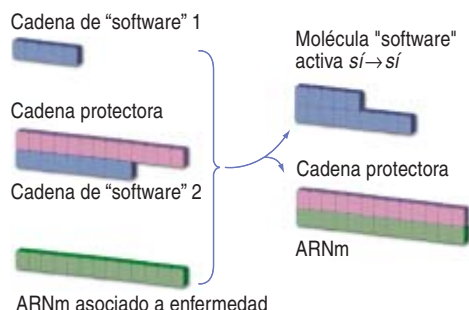 Cadena de “software” 1
Cadena protectora
Cadena de “software” 2
ARNm asociado a enfermedad
Molécula "software"
activa sí→sí
Cadena protectora
ARNm